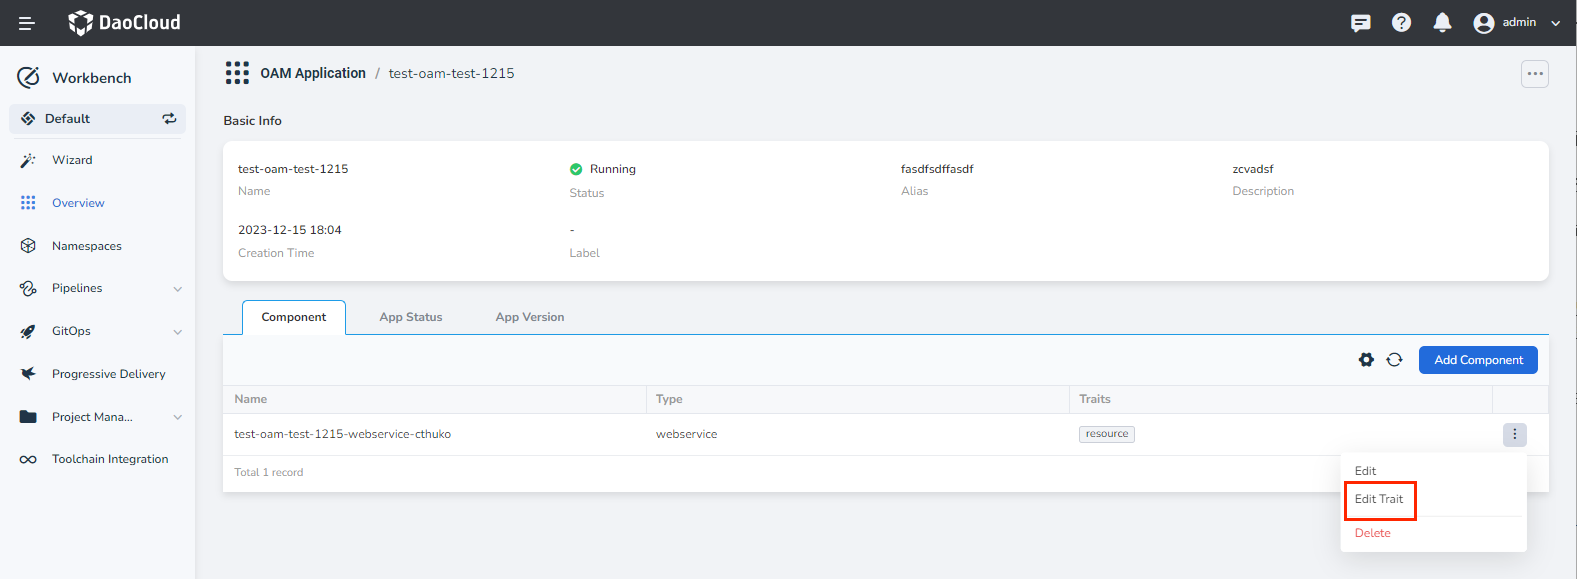 DaoCloud
admin
Workbench
Default
Wizard
Overview
Namespaces
Pipelines
GitOps
Progressive Delivery
Project Mana...
Toolchain Integration
OAM Application / test-oam-test-1215
Basic Info
test-oam-test-1215
Name
Running
Status
fasdfsdffasdf
Alias
zcvadsf
Description
2023-12-15 18:04
Creation Time
-
Label
Component
App Status
App Version
Add Component
Name Type Traits
test-oam-test-1215-webservice-cthuko webservice resource
Total 1 record
Edit
Edit Trait
Delete